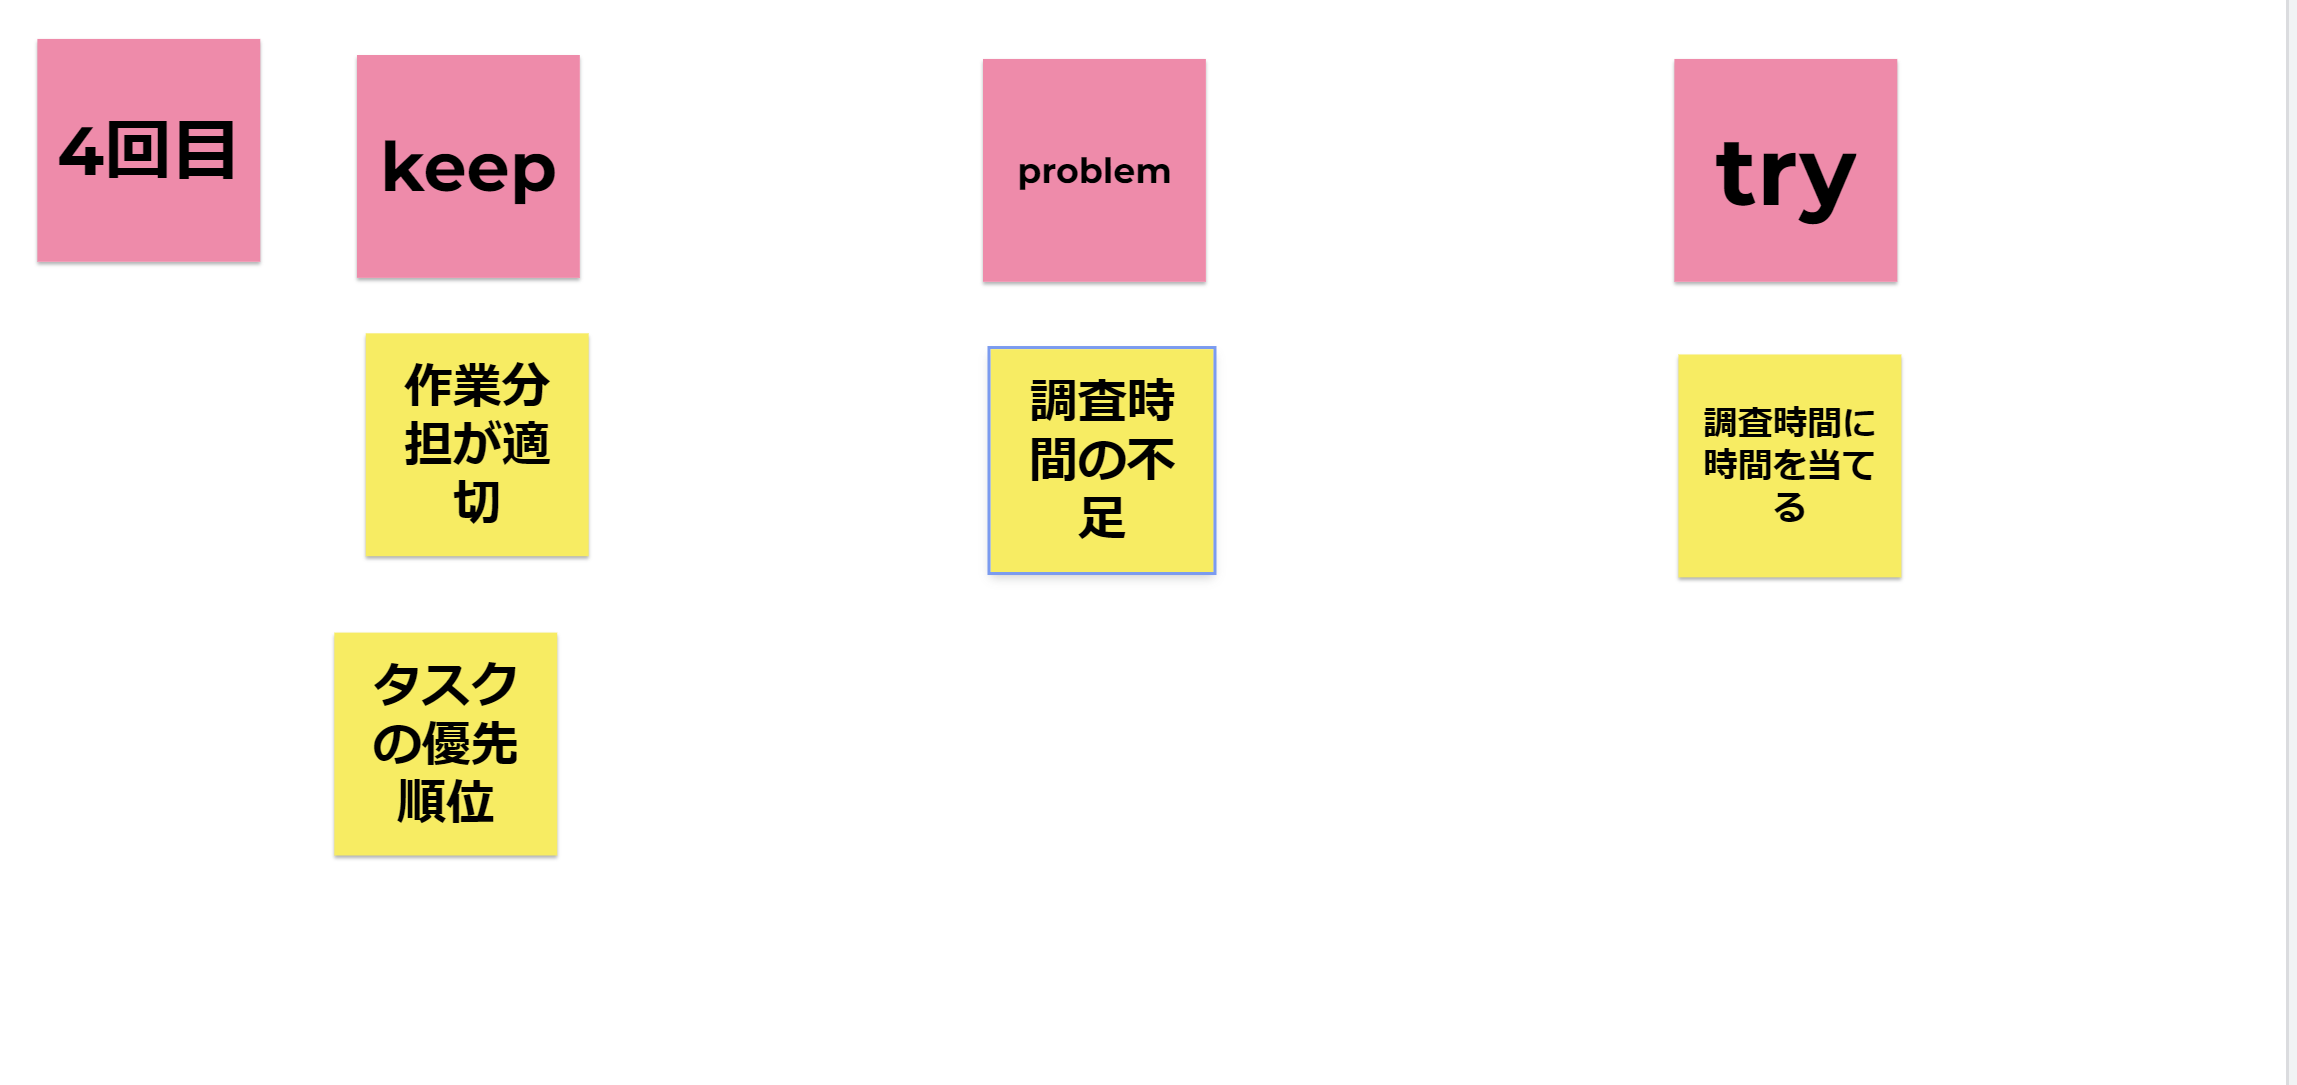 4回目
keep
problem
try
作業分
担が適
切
調査時
間の不
足
調査時間に
時間を当て
る
タスク
の優先
順位